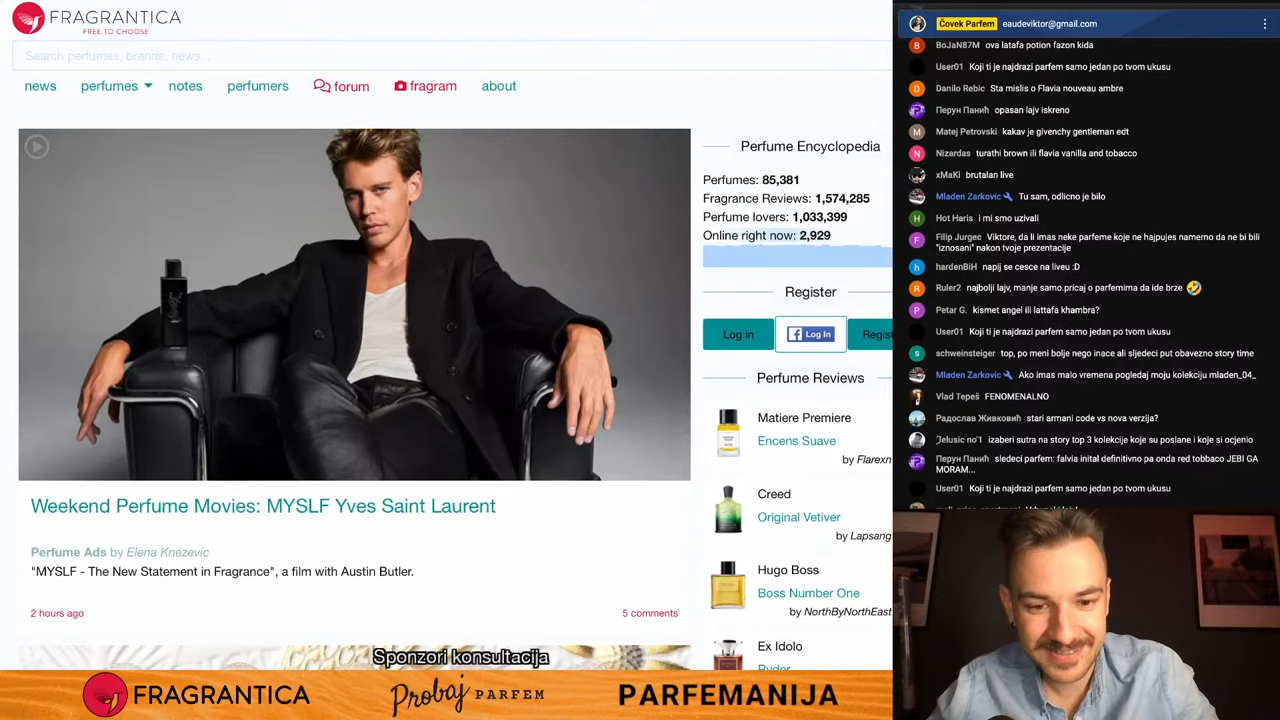 FRAGRANTICA
FREE TO CHOOSE
Search perfumes, brands, news...
news
perfumes
notes
perfumers
forum
fragram
about
Weekend Perfume Movies: MYSLF Yves Saint Laurent
Perfume Ads by Elena Knezevic
"MYSLF - The New Statement in Fragrance", a film with Austin Butler.
2 hours ago
5 comments
Perfume Encyclopedia
Perfumes: 85,381
Fragrance Reviews: 1,574,285
Perfume lovers: 1,033,399
Online right now: 2,929
Register
Log in
Log In
Regist
Perfume Reviews
Matiere Premiere
Encens Suave
by Flarexn
Creed
Original Vetiver
by Lapsang
Hugo Boss
Boss Number One
by NorthByNorthEast
Ex Idolo
Ryder
Sponzori konsultacija
FRAGRANTICA
Probaj PARFEM
PARFEMANIJA
Čovek Parfem eaudeviktor@gmail.com
BoJaN87M ova latafa potion fazon kida
User01 Koji ti je najdrazi parfem samo jedan po tvom ukusu
Danilo Rebic Sta mislis o Flavia nouveau ambre
Перун Панић opasan lajv iskreno
Matej Petrovski kakav je givenchy gentleman edt
Nizardas turathi brown ili flavia vanilla and tobacco
xMaKi brutalan live
Mladen Zarkovic Tu sam, odlicno je bilo
Hot Haris i mi smo uzivali
Filip Jurgec Viktore, da li imas neke parfeme koje ne hajpujes namerno da ne bi bili
"iznosani" nakon tvoje prezentacije
hardenBiH napij se cesce na liveu :D
Ruler2 najbolji lajv, manje samo.pricaj o parfemima da ide brze 🤣
Petar G. kismet angel ili lattafa khambra?
User01 Koji ti je najdrazi parfem samo jedan po tvom ukusu
schweinsteiger top, po meni bolje nego inace ali sljedeci put obavezno story time
Mladen Zarkovic Ako imas malo vremena pogledaj moju kolekciju mladen_04_
Vlad Tepeš FENOMENALNO
Радослав Живковић stari armani code vs nova verzija?
Jelusic no'1 izaberi sutra na story top 3 kolekcije koje su poslane i koje si ocjenio
Перун Панић sledeci parfem: falvia inital definitivno pa onda red tobbaco JEBI GA
MORAM...
User01 Koji ti je najdrazi parfem samo jedan po tvom ukusu